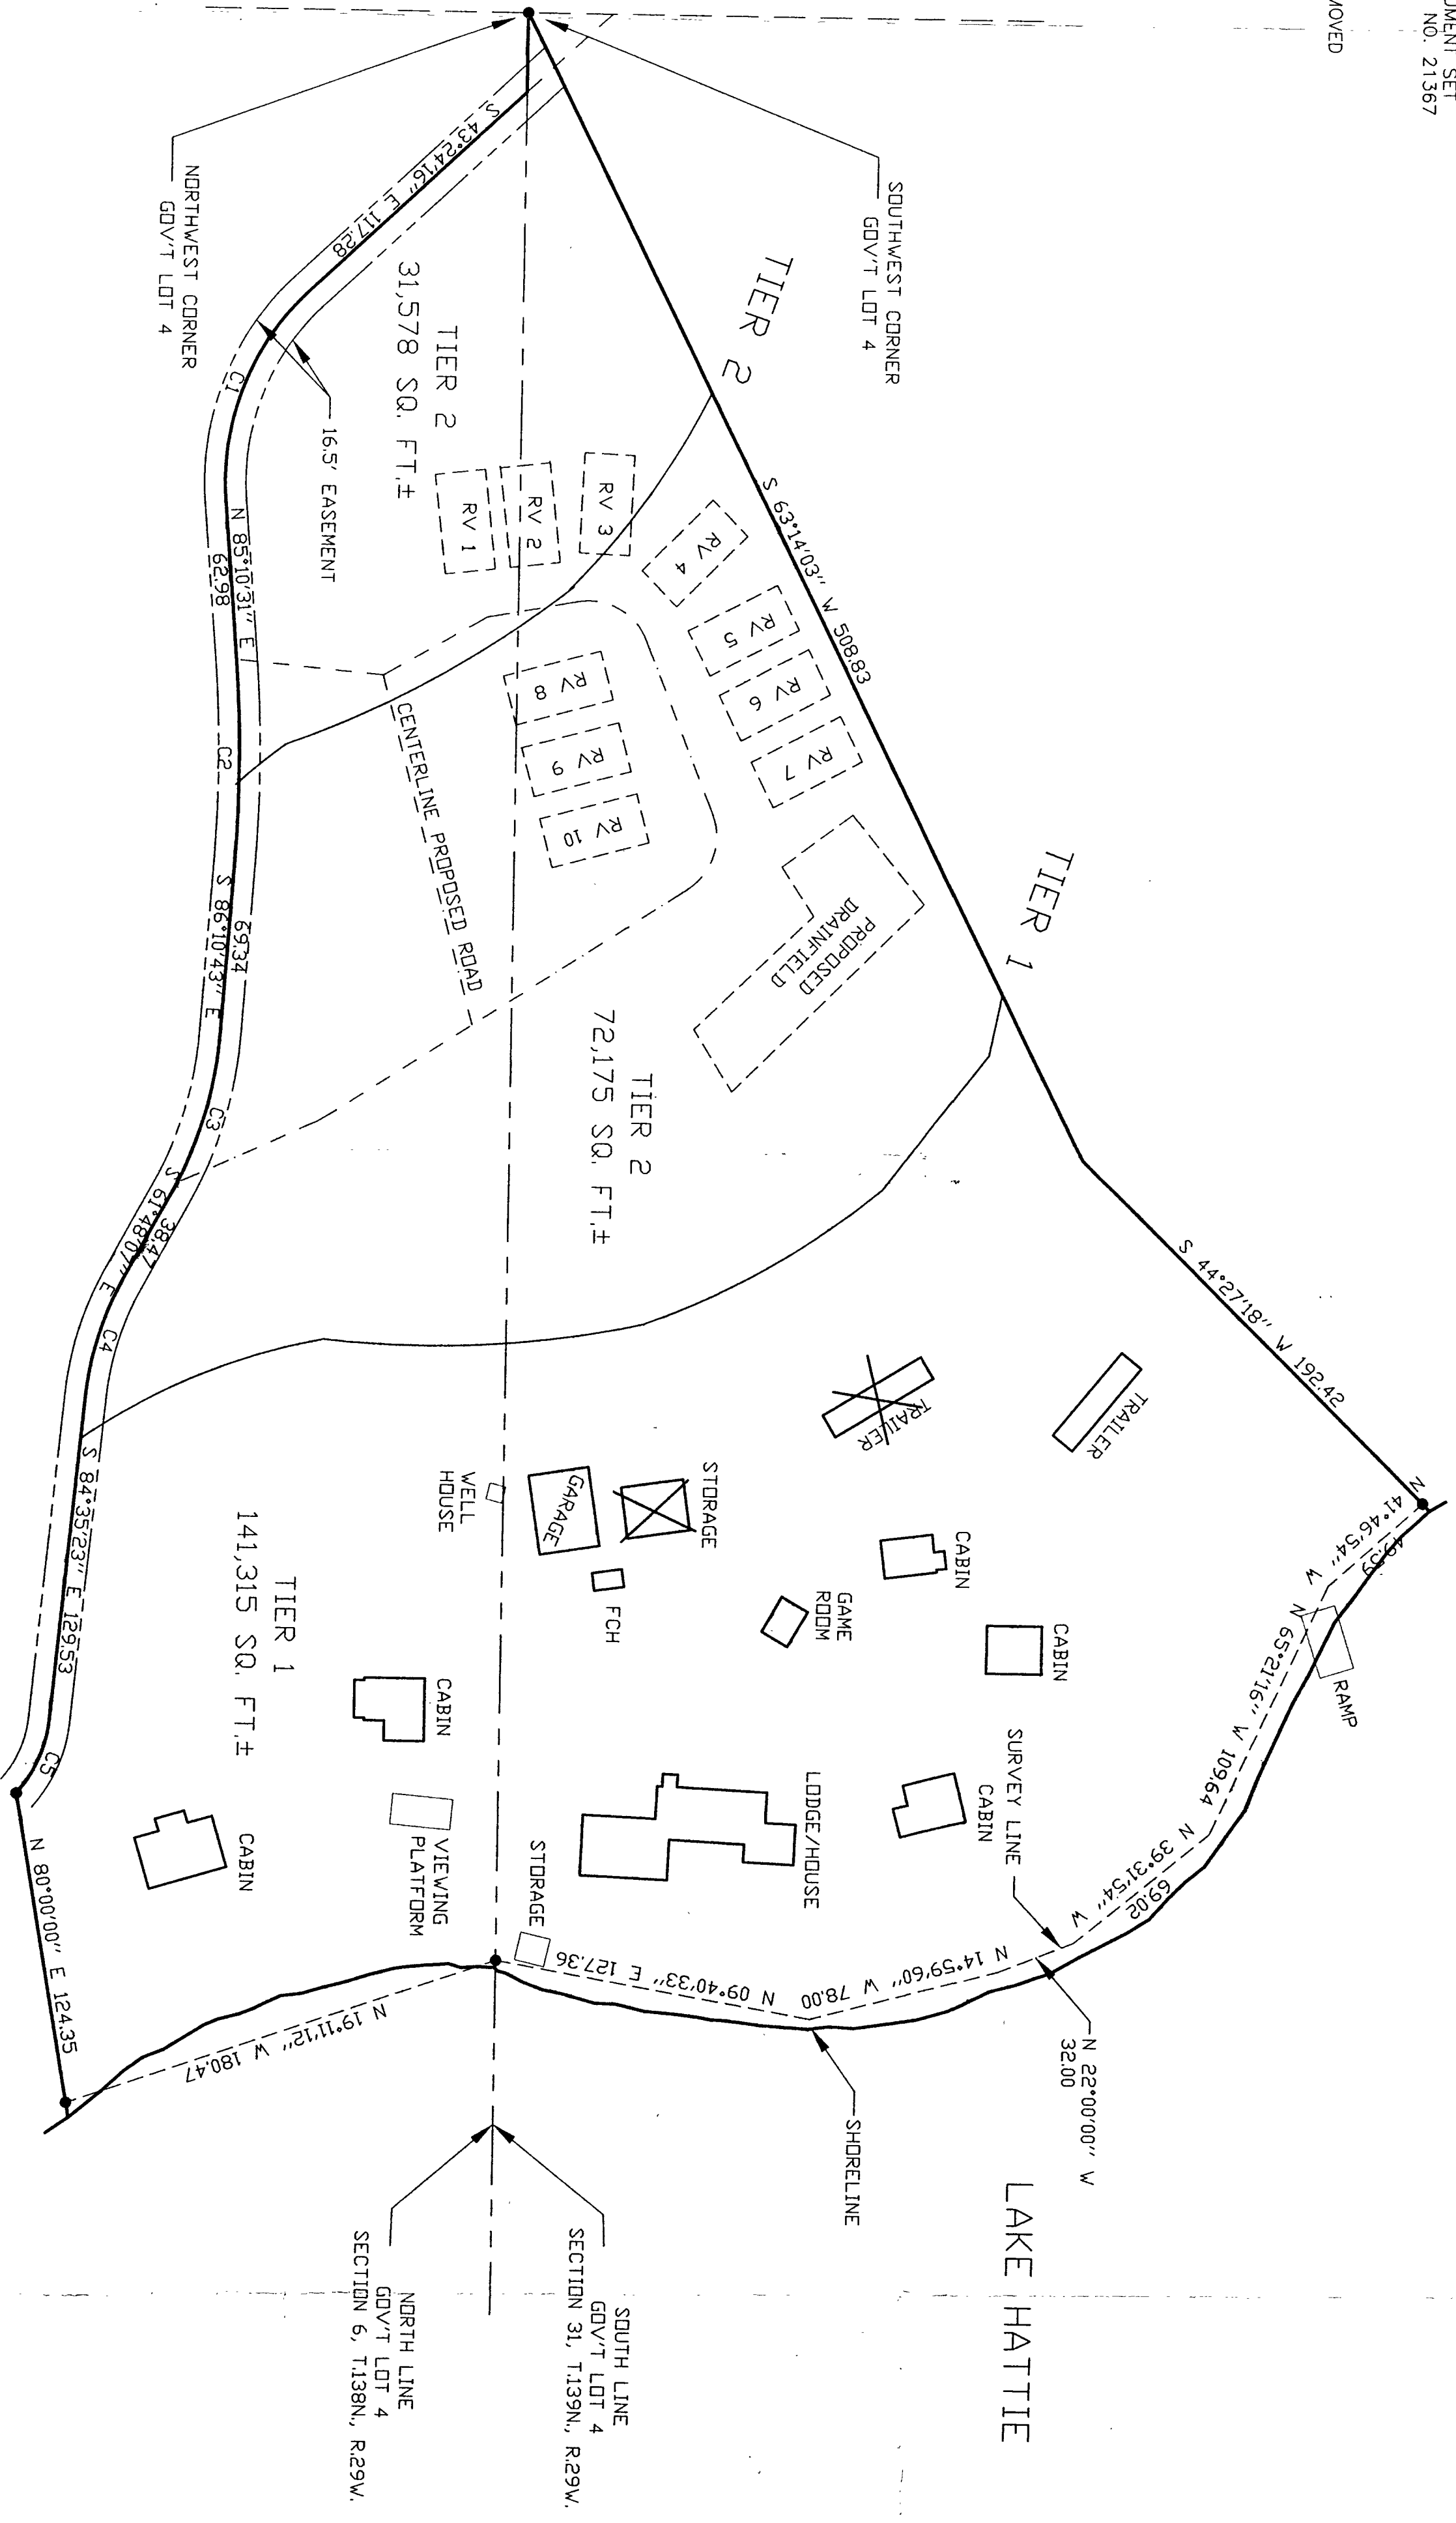 UMENT SET
NO. 21367
MOVED
SOUTHWEST CORNER
GOV'T LOT 4
NORTHWEST CORNER
GOV'T LOT 4
S 43°24'16" E 117.28
16.5' EASEMENT
C1
N 85°10'31" E
62.98
C2
S 86°10'43" E
69.34
C3
S 61°48'07" E
38.47
C4
S 84°35'23" E 129.53
C5
N 80°00'00" E 124.35
TIER 2
S 63°14'03" W 508.83
TIER 1
S 44°27'18" W 192.42
TIER 2
31,578 SQ. FT.±
RV 1
RV 2
RV 3
RV 4
RV 5
RV 6
RV 7
RV 8
RV 9
RV 10
CENTERLINE PROPOSED ROAD
PROPOSED
DRAINFIELD
TIER 2
72,175 SQ. FT.±
TRAILER
TRAILER
STORAGE
GARAGE
WELL
HOUSE
FCH
GAME
ROOM
CABIN
CABIN
CABIN
CABIN
CABIN
TIER 1
141,315 SQ. FT.±
LODGE/HOUSE
VIEWING
PLATFORM
STORAGE
SURVEY LINE
RAMP
N 41°46'54" W
N 65°21'16" W 109.64
N 39°31'54" W
69.02
N 22°00'00" W
32.00
N 14°59'60" W 78.00
N 09°40'33" E 127.36
N 19°11'12" W 180.47
SHORELINE
LAKE HATTIE
SOUTH LINE
GOV'T LOT 4
SECTION 31, T.139N., R.29W.
NORTH LINE
GOV'T LOT 4
SECTION 6, T.138N., R.29W.